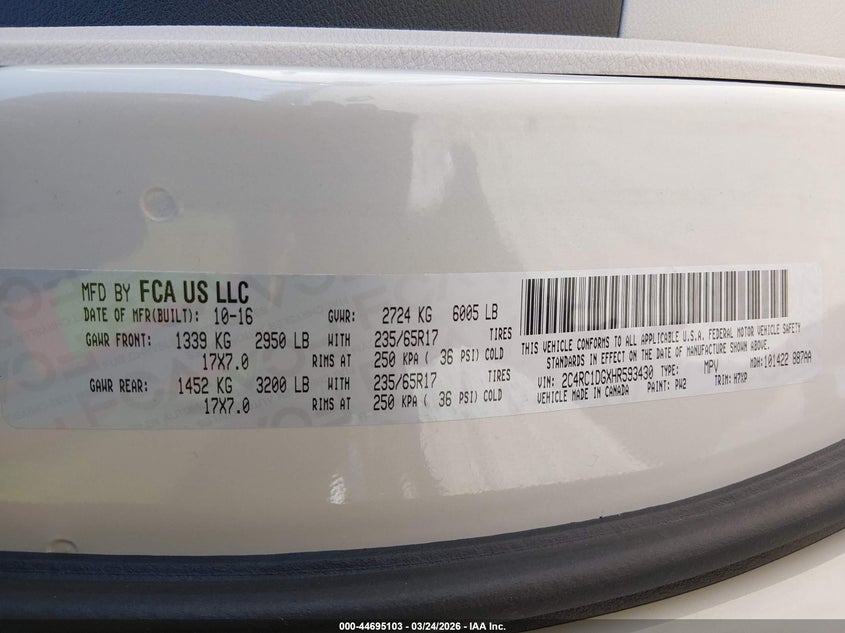 MFD BY FCA US LLC
DATE OF MFR(BUILT): 10-16 GVWR: 2724 KG 6005 LB
GAWR FRONT: 1339 KG 2950 LB WITH 235/65R17 TIRES
17X7.0 RIMS AT 250 KPA ( 36 PSI) COLD
GAWR REAR: 1452 KG 3200 LB WITH 235/65R17 TIRES
17X7.0 RIMS AT 250 KPA ( 36 PSI) COLD
THIS VEHICLE CONFORMS TO ALL APPLICABLE U.S.A. FEDERAL MOTOR VEHICLE SAFETY
STANDARDS IN EFFECT ON THE DATE OF MANUFACTURE SHOWN ABOVE.
VIN: 2C4RC1DGXHR593430 TYPE: MPV MDH:101422 887AA
VEHICLE MADE IN CANADA PAINT: PW2 TRIM: H7XP
000-44695103 - 03/24/2026 - IAA Inc.